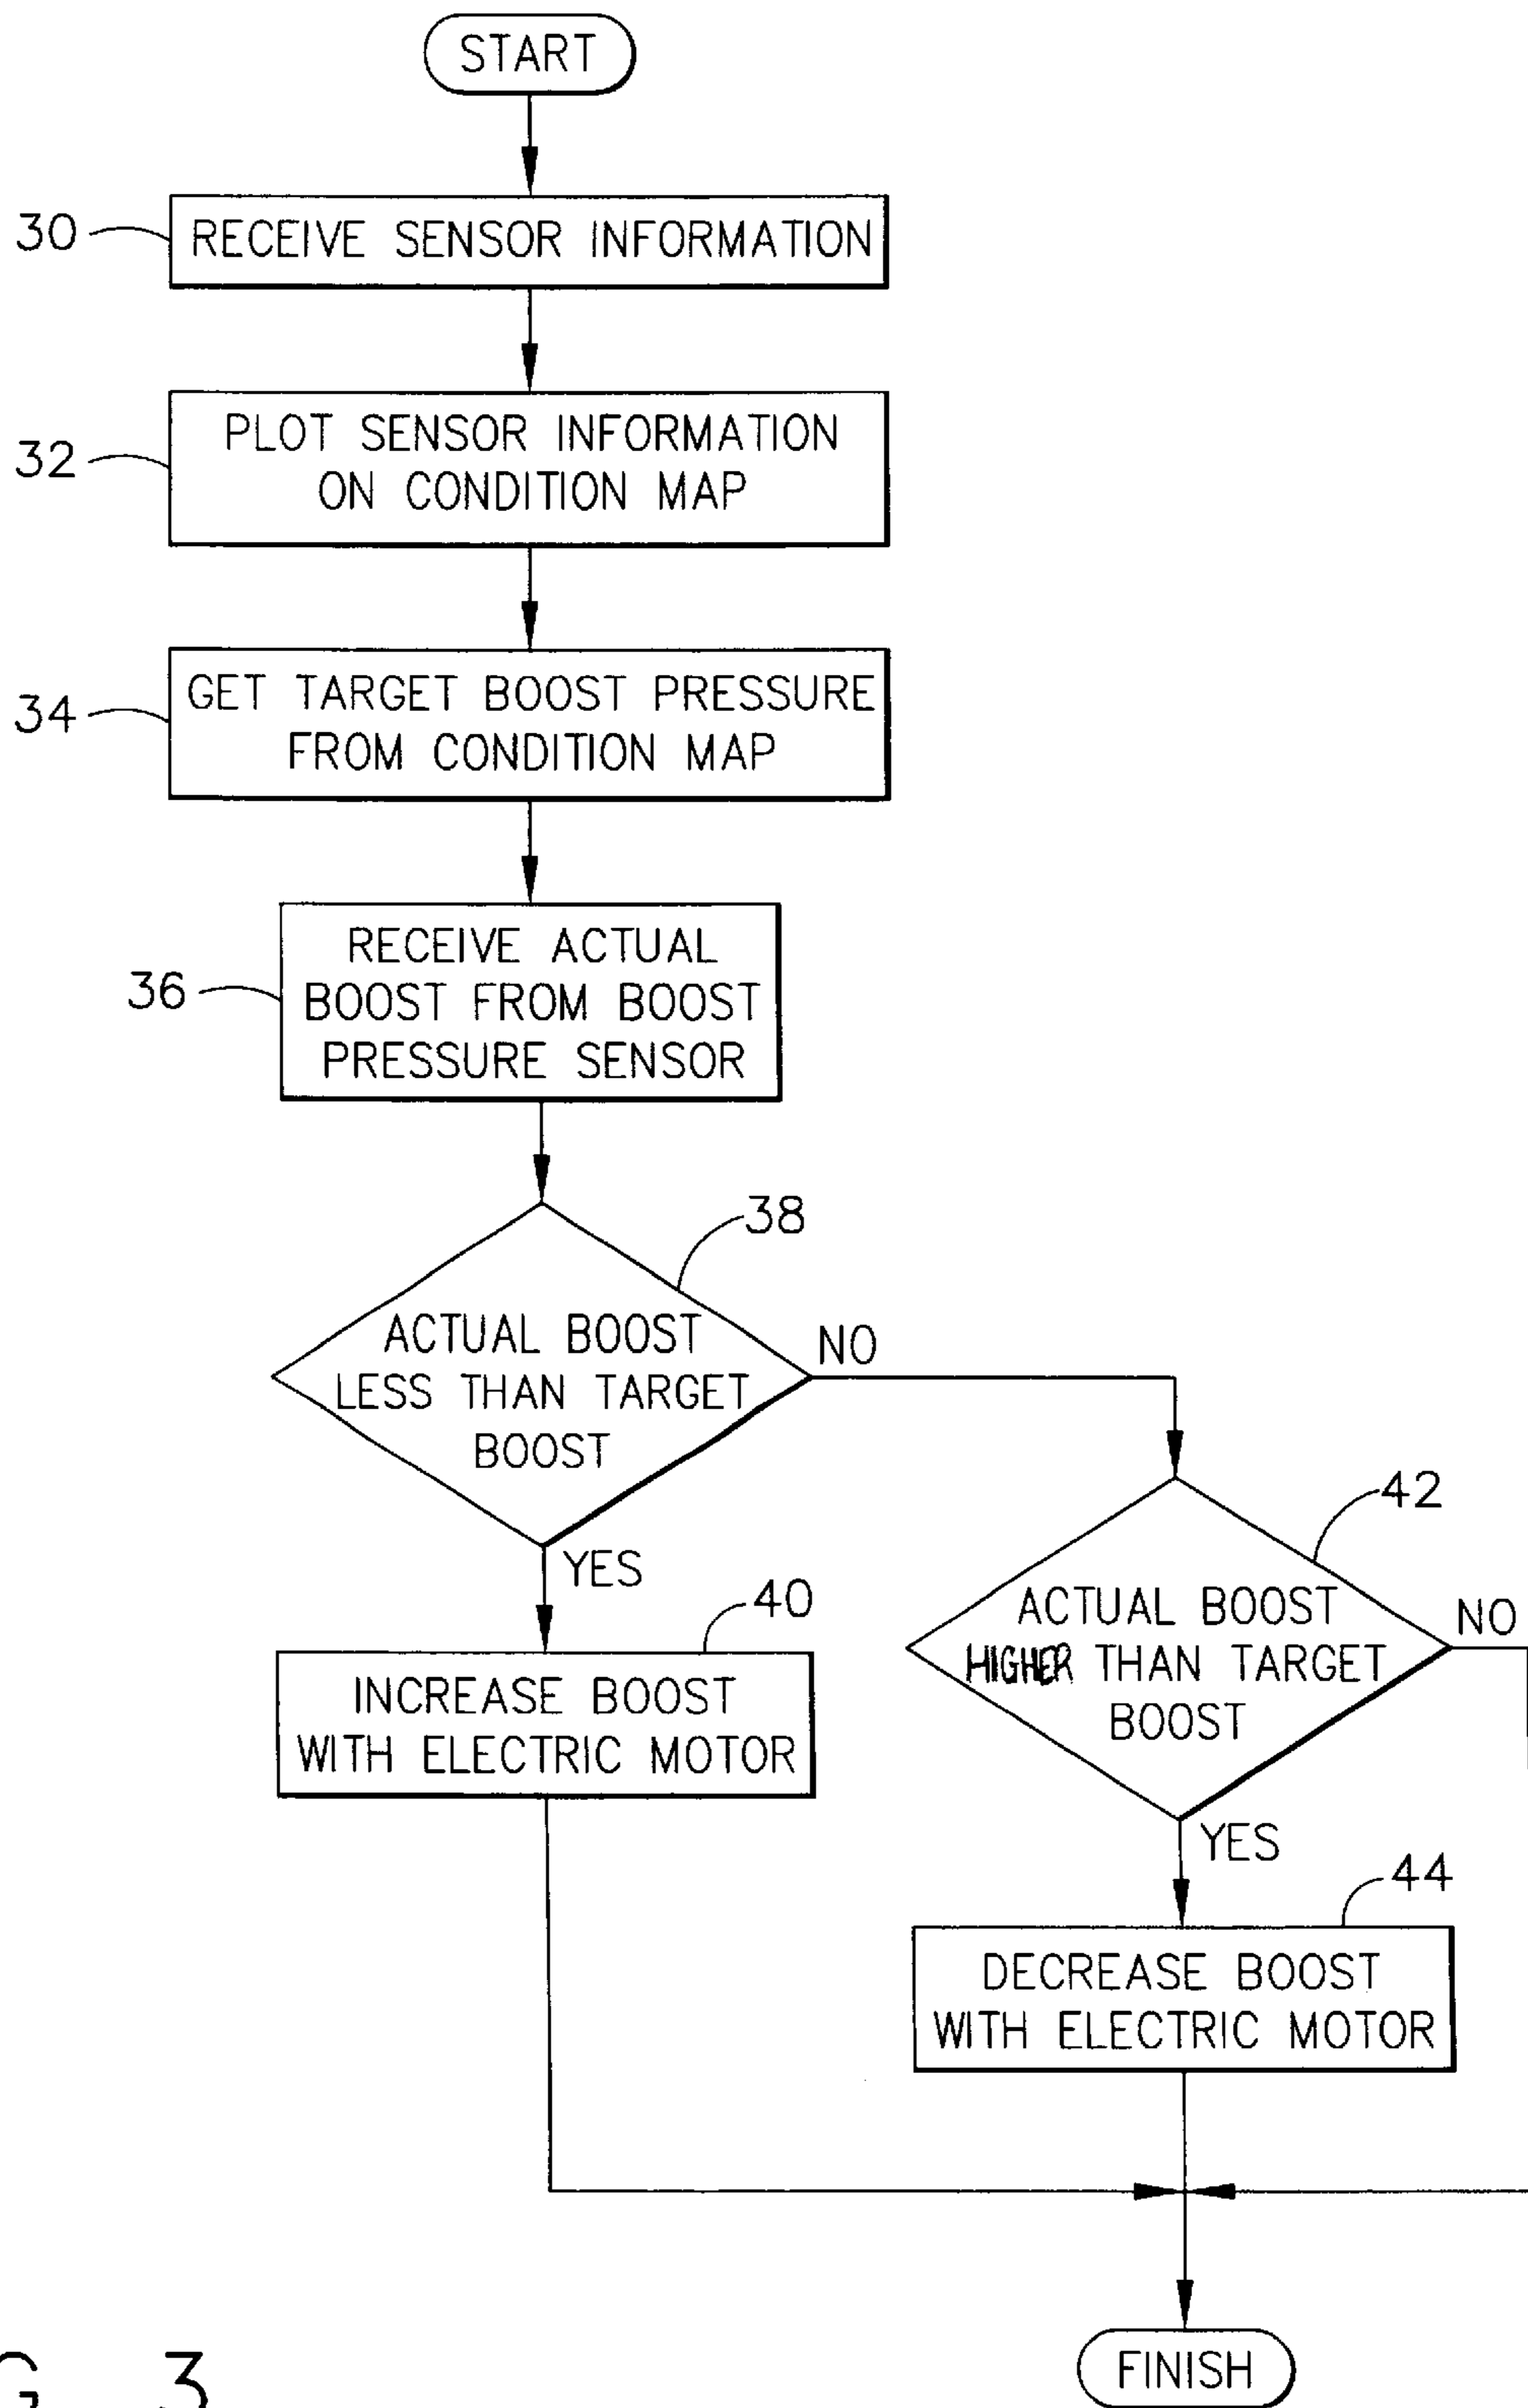 START
30
RECEIVE SENSOR INFORMATION
32
PLOT SENSOR INFORMATION
ON CONDITION MAP
34
GET TARGET BOOST PRESSURE
FROM CONDITION MAP
36
RECEIVE ACTUAL
BOOST FROM BOOST
PRESSURE SENSOR
38
ACTUAL BOOST
LESS THAN TARGET
BOOST
NO
YES
40
INCREASE BOOST
WITH ELECTRIC MOTOR
42
ACTUAL BOOST
HIGHER THAN TARGET
BOOST
NO
YES
44
DECREASE BOOST
WITH ELECTRIC MOTOR
FINISH
G 3